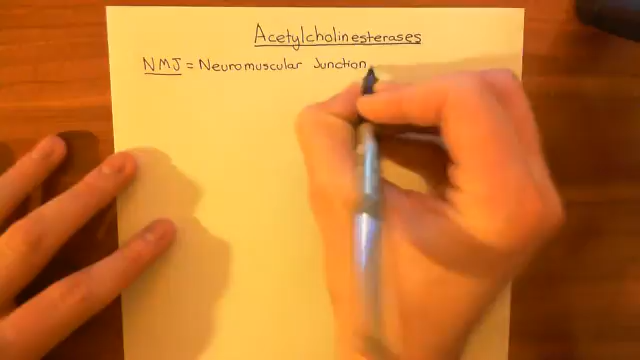 Acetylcholinesterases
NMJ = Neuromuscular Junction